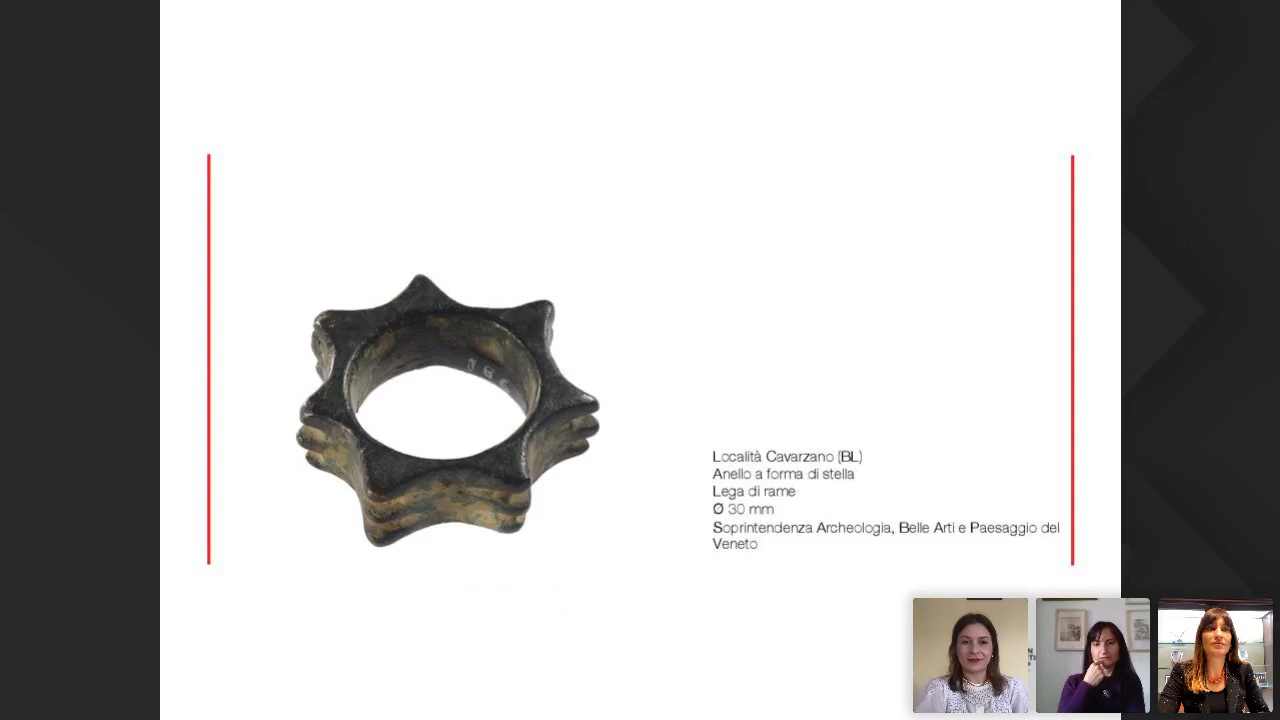 Località Cavarzano (BL)
Anello a forma di stella
Lega di rame
Ø 30 mm
Soprintendenza Archeologia, Belle Arti e Paesaggio del
Veneto